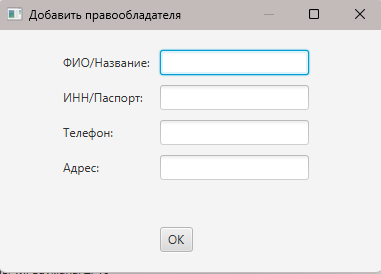 Добавить правообладателя
ФИО/Название:
ИНН/Паспорт:
Телефон:
Адрес:
OK